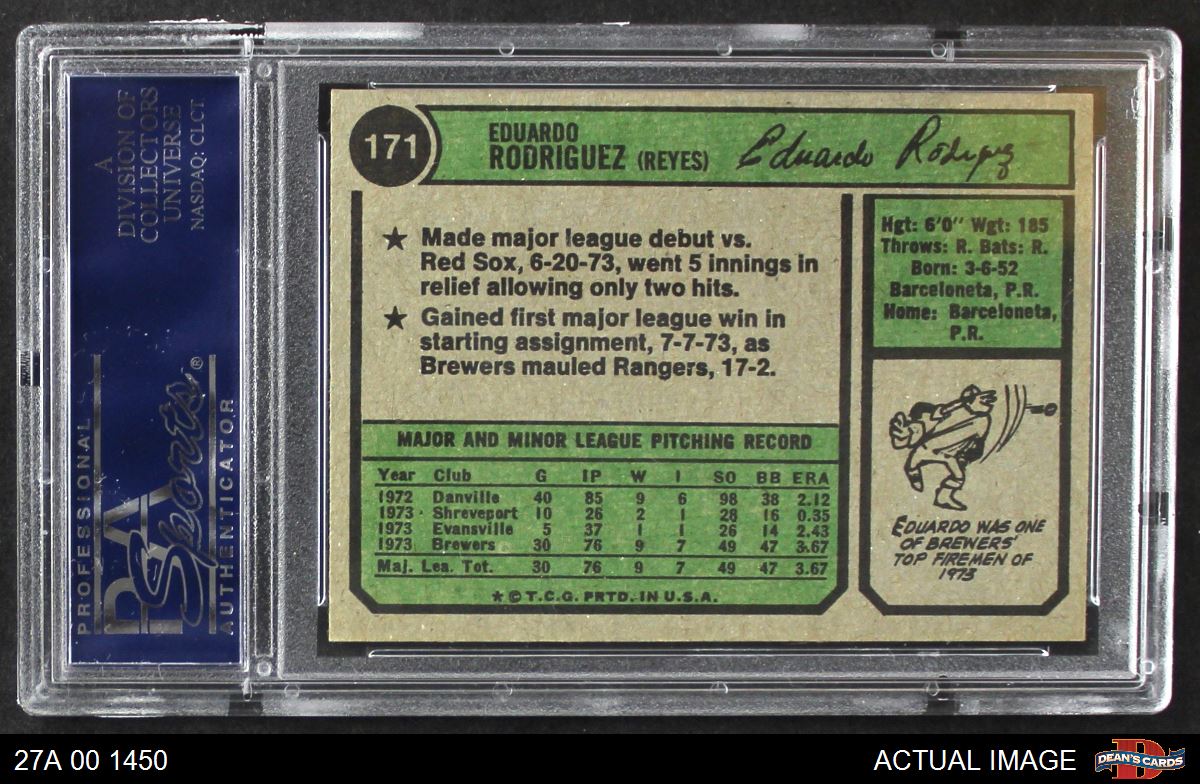 A
DIVISION OF
COLLECTORS
UNIVERSE
NASDAQ: CLCT
PROFESSIONAL
PSA
Sports®
AUTHENTICATOR
171
EDUARDO
RODRIGUEZ (REYES)
Eduardo Rodriguez
★ Made major league debut vs.
Red Sox, 6-20-73, went 5 innings in
relief allowing only two hits.
★ Gained first major league win in
starting assignment, 7-7-73, as
Brewers mauled Rangers, 17-2.
Hgt: 6'0" Wgt: 185
Throws: R. Bats: R.
Born: 3-6-52
Barceloneta, P.R.
Home: Barceloneta,
P.R.
MAJOR AND MINOR LEAGUE PITCHING RECORD
Year Club G IP W I SO BB ERA
1972 Danville 40 85 9 6 98 38 2.12
1973 Shreveport 10 26 2 1 28 16 0.35
1973 Evansville 5 37 1 1 26 14 2.43
1973 Brewers 30 76 9 7 49 47 3.67
Maj. Lea. Tot. 30 76 9 7 49 47 3.67
★ © T.C.G. PRTD. IN U.S.A.
EDUARDO WAS ONE
OF BREWERS'
TOP FIREMEN OF
1973
27A 00 1450
ACTUAL IMAGE
D
DEAN'S CARDS